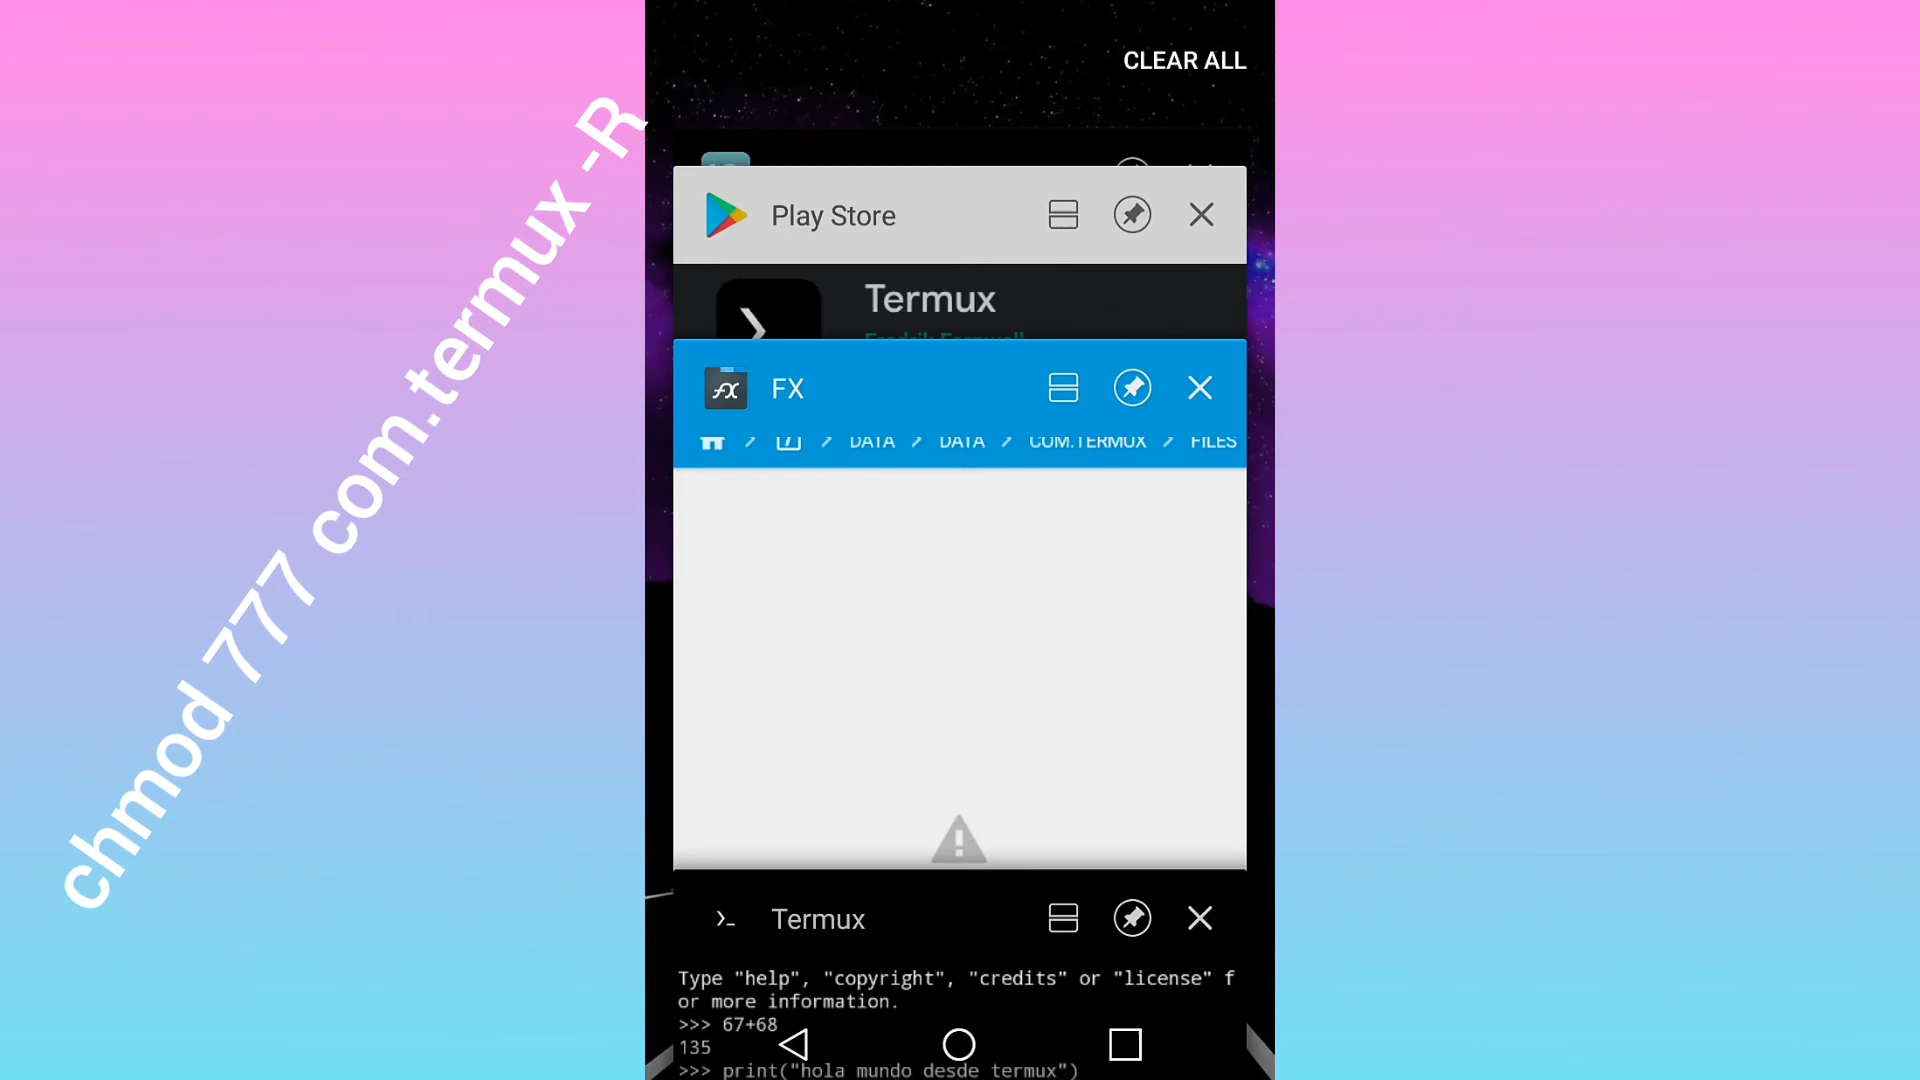 chmod 777 com.termux -R
CLEAR ALL
Play Store
Termux
FX
DATA DATA COM.TERMUX FILES
>_ Termux
Type "help", "copyright", "credits" or "license" f
or more information.
>>> 67+68
135
>>> print("hola mundo desde termux")